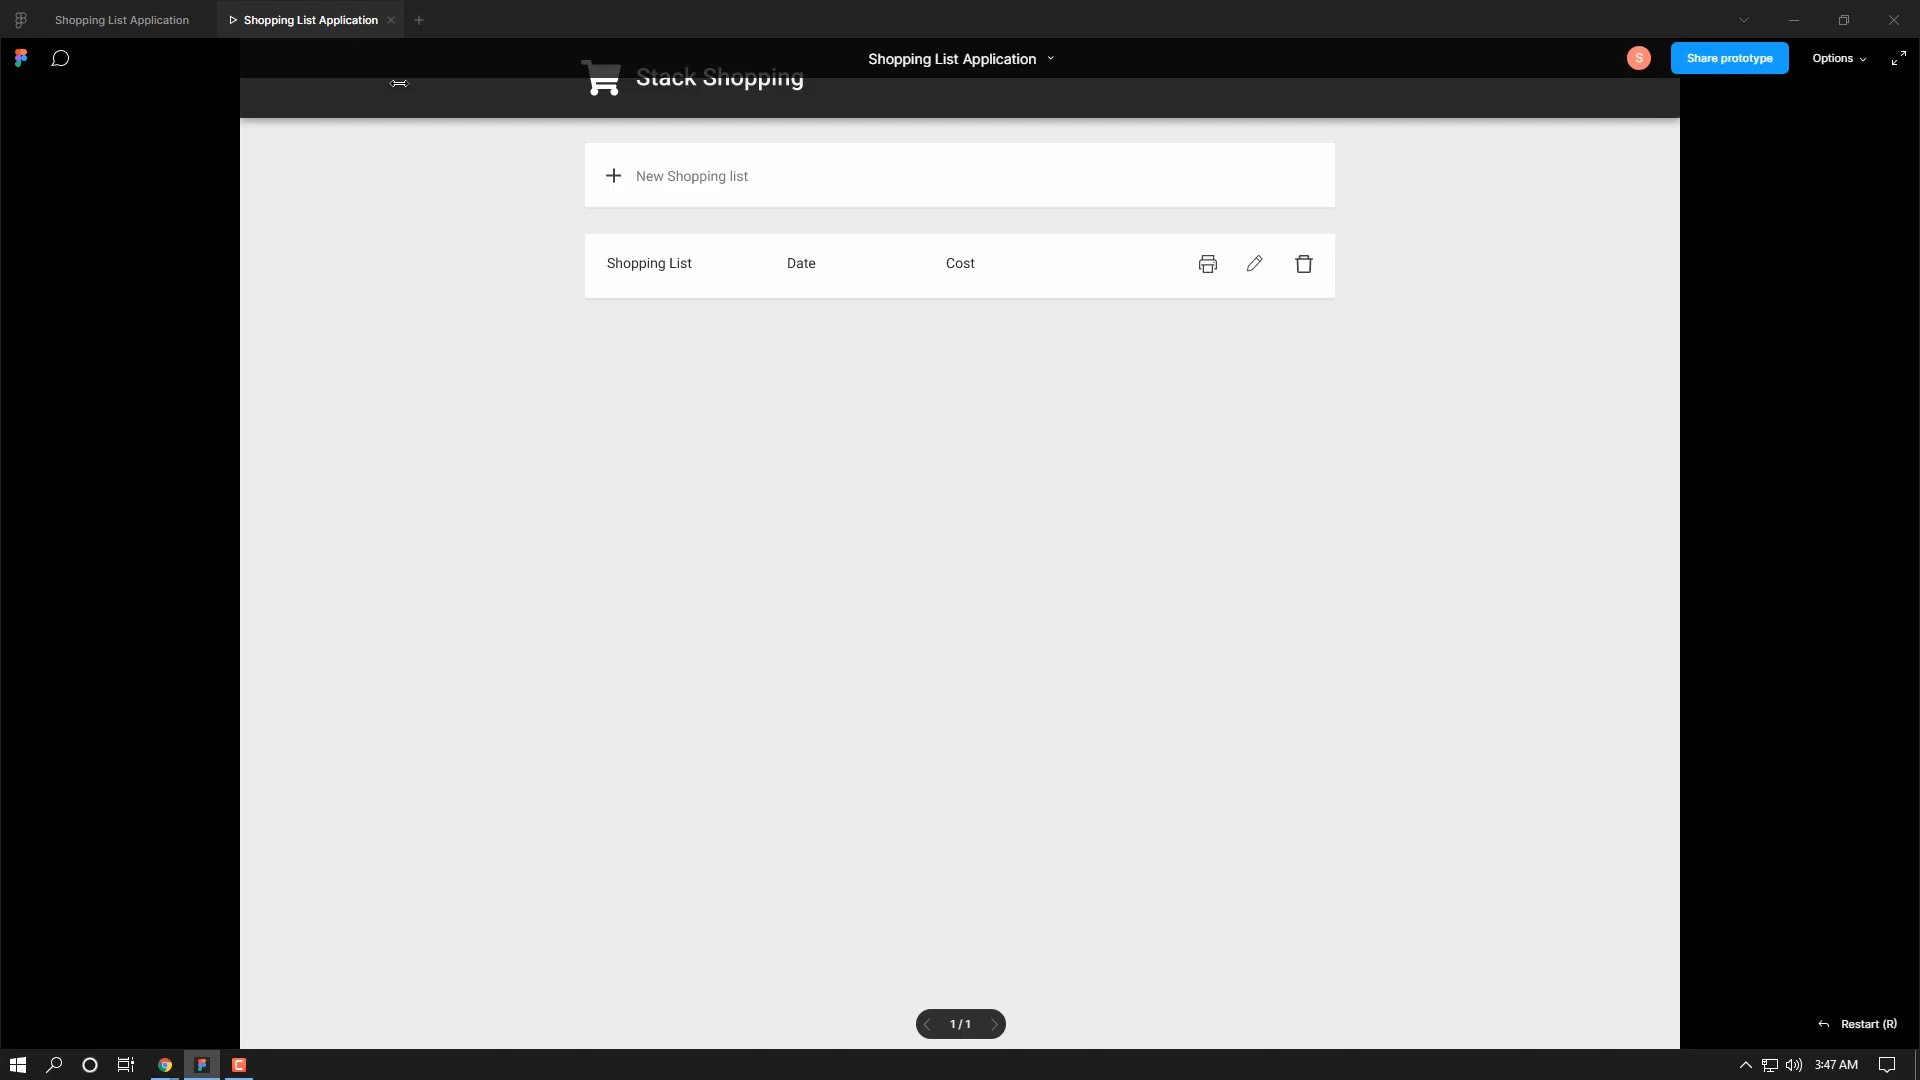 Shopping List Application
Shopping List Application
Shopping List Application
S
Share prototype
Options
Stack Shopping
New Shopping list
Shopping List Date Cost
1 / 1
Restart (R)
3:47 AM